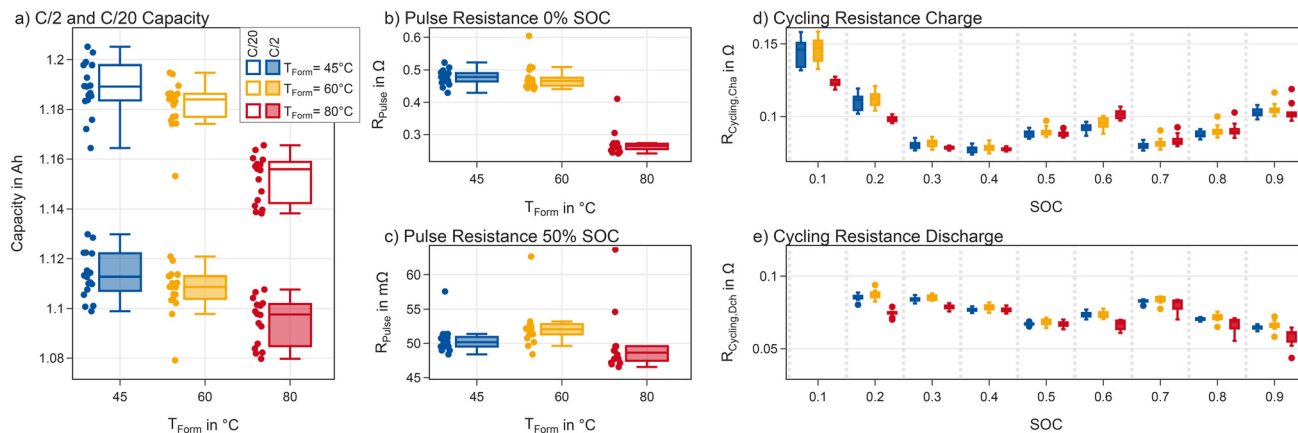 a) C/2 and C/20 Capacity
Capacity in Ah
1.2
1.18
1.16
1.14
1.12
1.1
1.08
C/20
C/2
T_Form = 45°C
T_Form = 60°C
T_Form = 80°C
45
60
80
T_Form in °C
b) Pulse Resistance 0% SOC
R_Pulse in Ω
0.6
0.5
0.4
0.3
45
60
80
T_Form in °C
c) Pulse Resistance 50% SOC
R_Pulse in mΩ
60
55
50
45
45
60
80
T_Form in °C
d) Cycling Resistance Charge
R_Cycling,Cha in Ω
0.15
0.1
0.1
0.2
0.3
0.4
0.5
0.6
0.7
0.8
0.9
SOC
e) Cycling Resistance Discharge
R_Cycling,Dch in Ω
0.1
0.05
0.1
0.2
0.3
0.4
0.5
0.6
0.7
0.8
0.9
SOC